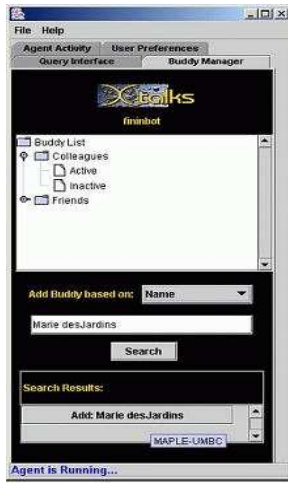 File Help
Agent Activity User Preferences
Query Interface Buddy Manager
talks
fininbot
Buddy List
Colleagues
Active
Inactive
Friends
Add Buddy based on: Name
Marie desJardins
Search
Search Results:
Add: Marie desJardins
MAPLE-UMBC
Agent is Running...